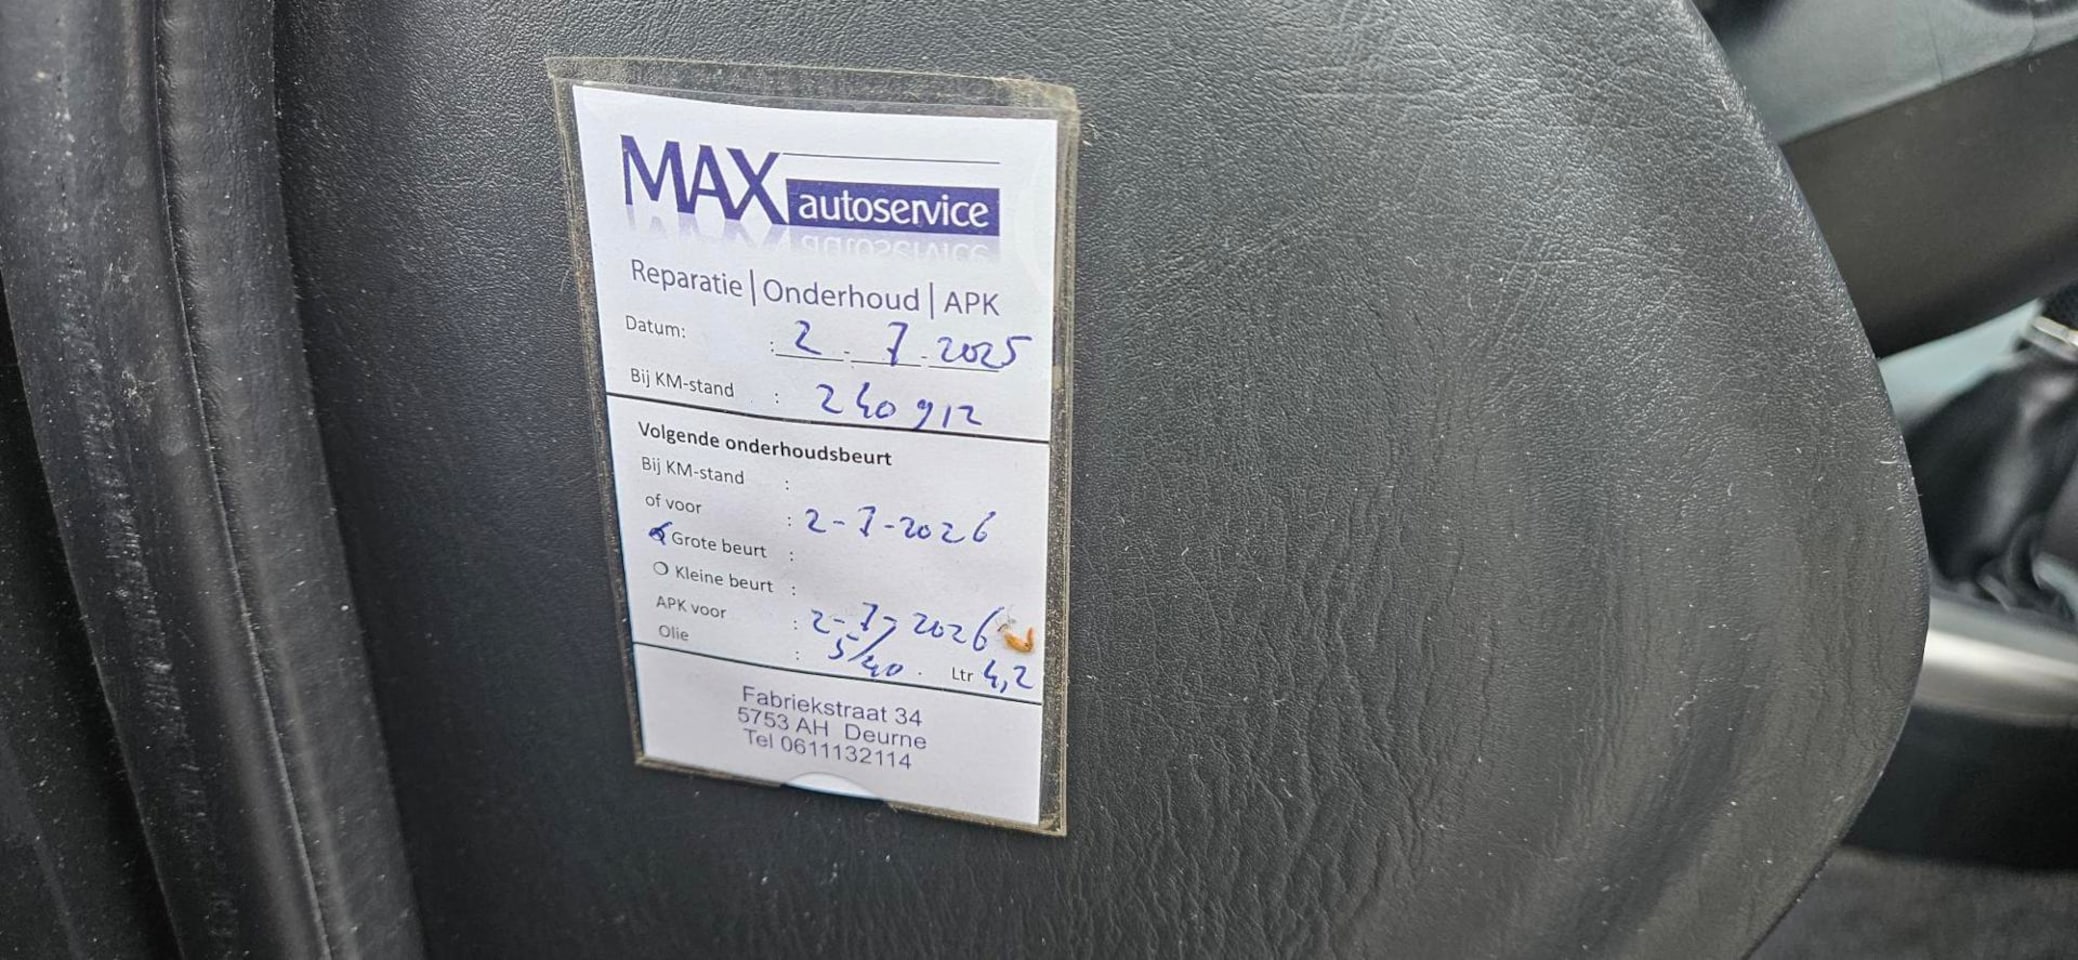 MAX autoservice
Reparatie | Onderhoud | APK
Datum: : 2 - 7 - 2025
Bij KM-stand : 240912
Volgende onderhoudsbeurt
Bij KM-stand :
of voor : 2-7-2026
Grote beurt :
Kleine beurt :
APK voor : 2-7-2026
Olie : 5/40 . Ltr 4,2
Fabriekstraat 34
5753 AH Deurne
Tel 0611132114